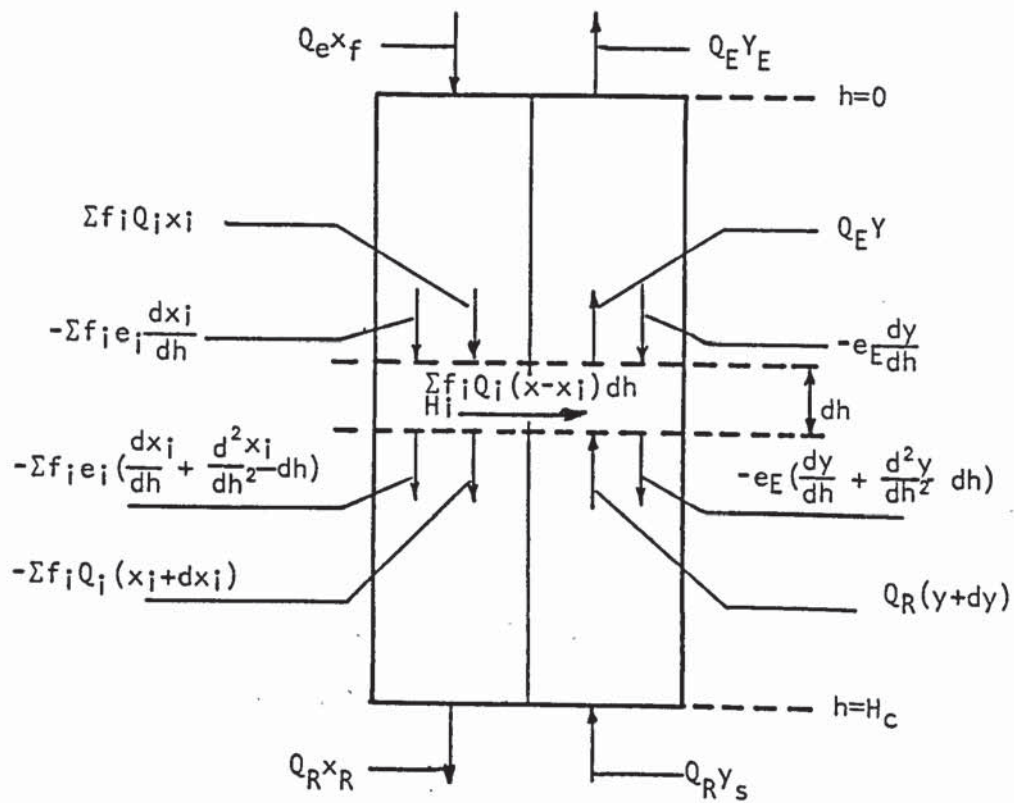 Q_e x_f
Q_E Y_E
h=0
Σf_i Q_i x_i
Q_E Y
-Σf_i e_i dx_i/dh
-e_E dy/dh
Σf_i Q_i (x-x_i) dh
H_i
dh
-Σf_i e_i (dx_i/dh + d²x_i/dh² dh)
-e_E (dy/dh + d²y/dh² dh)
-Σf_i Q_i (x_i+dx_i)
Q_R (y+dy)
h=H_c
Q_R x_R
Q_R y_s